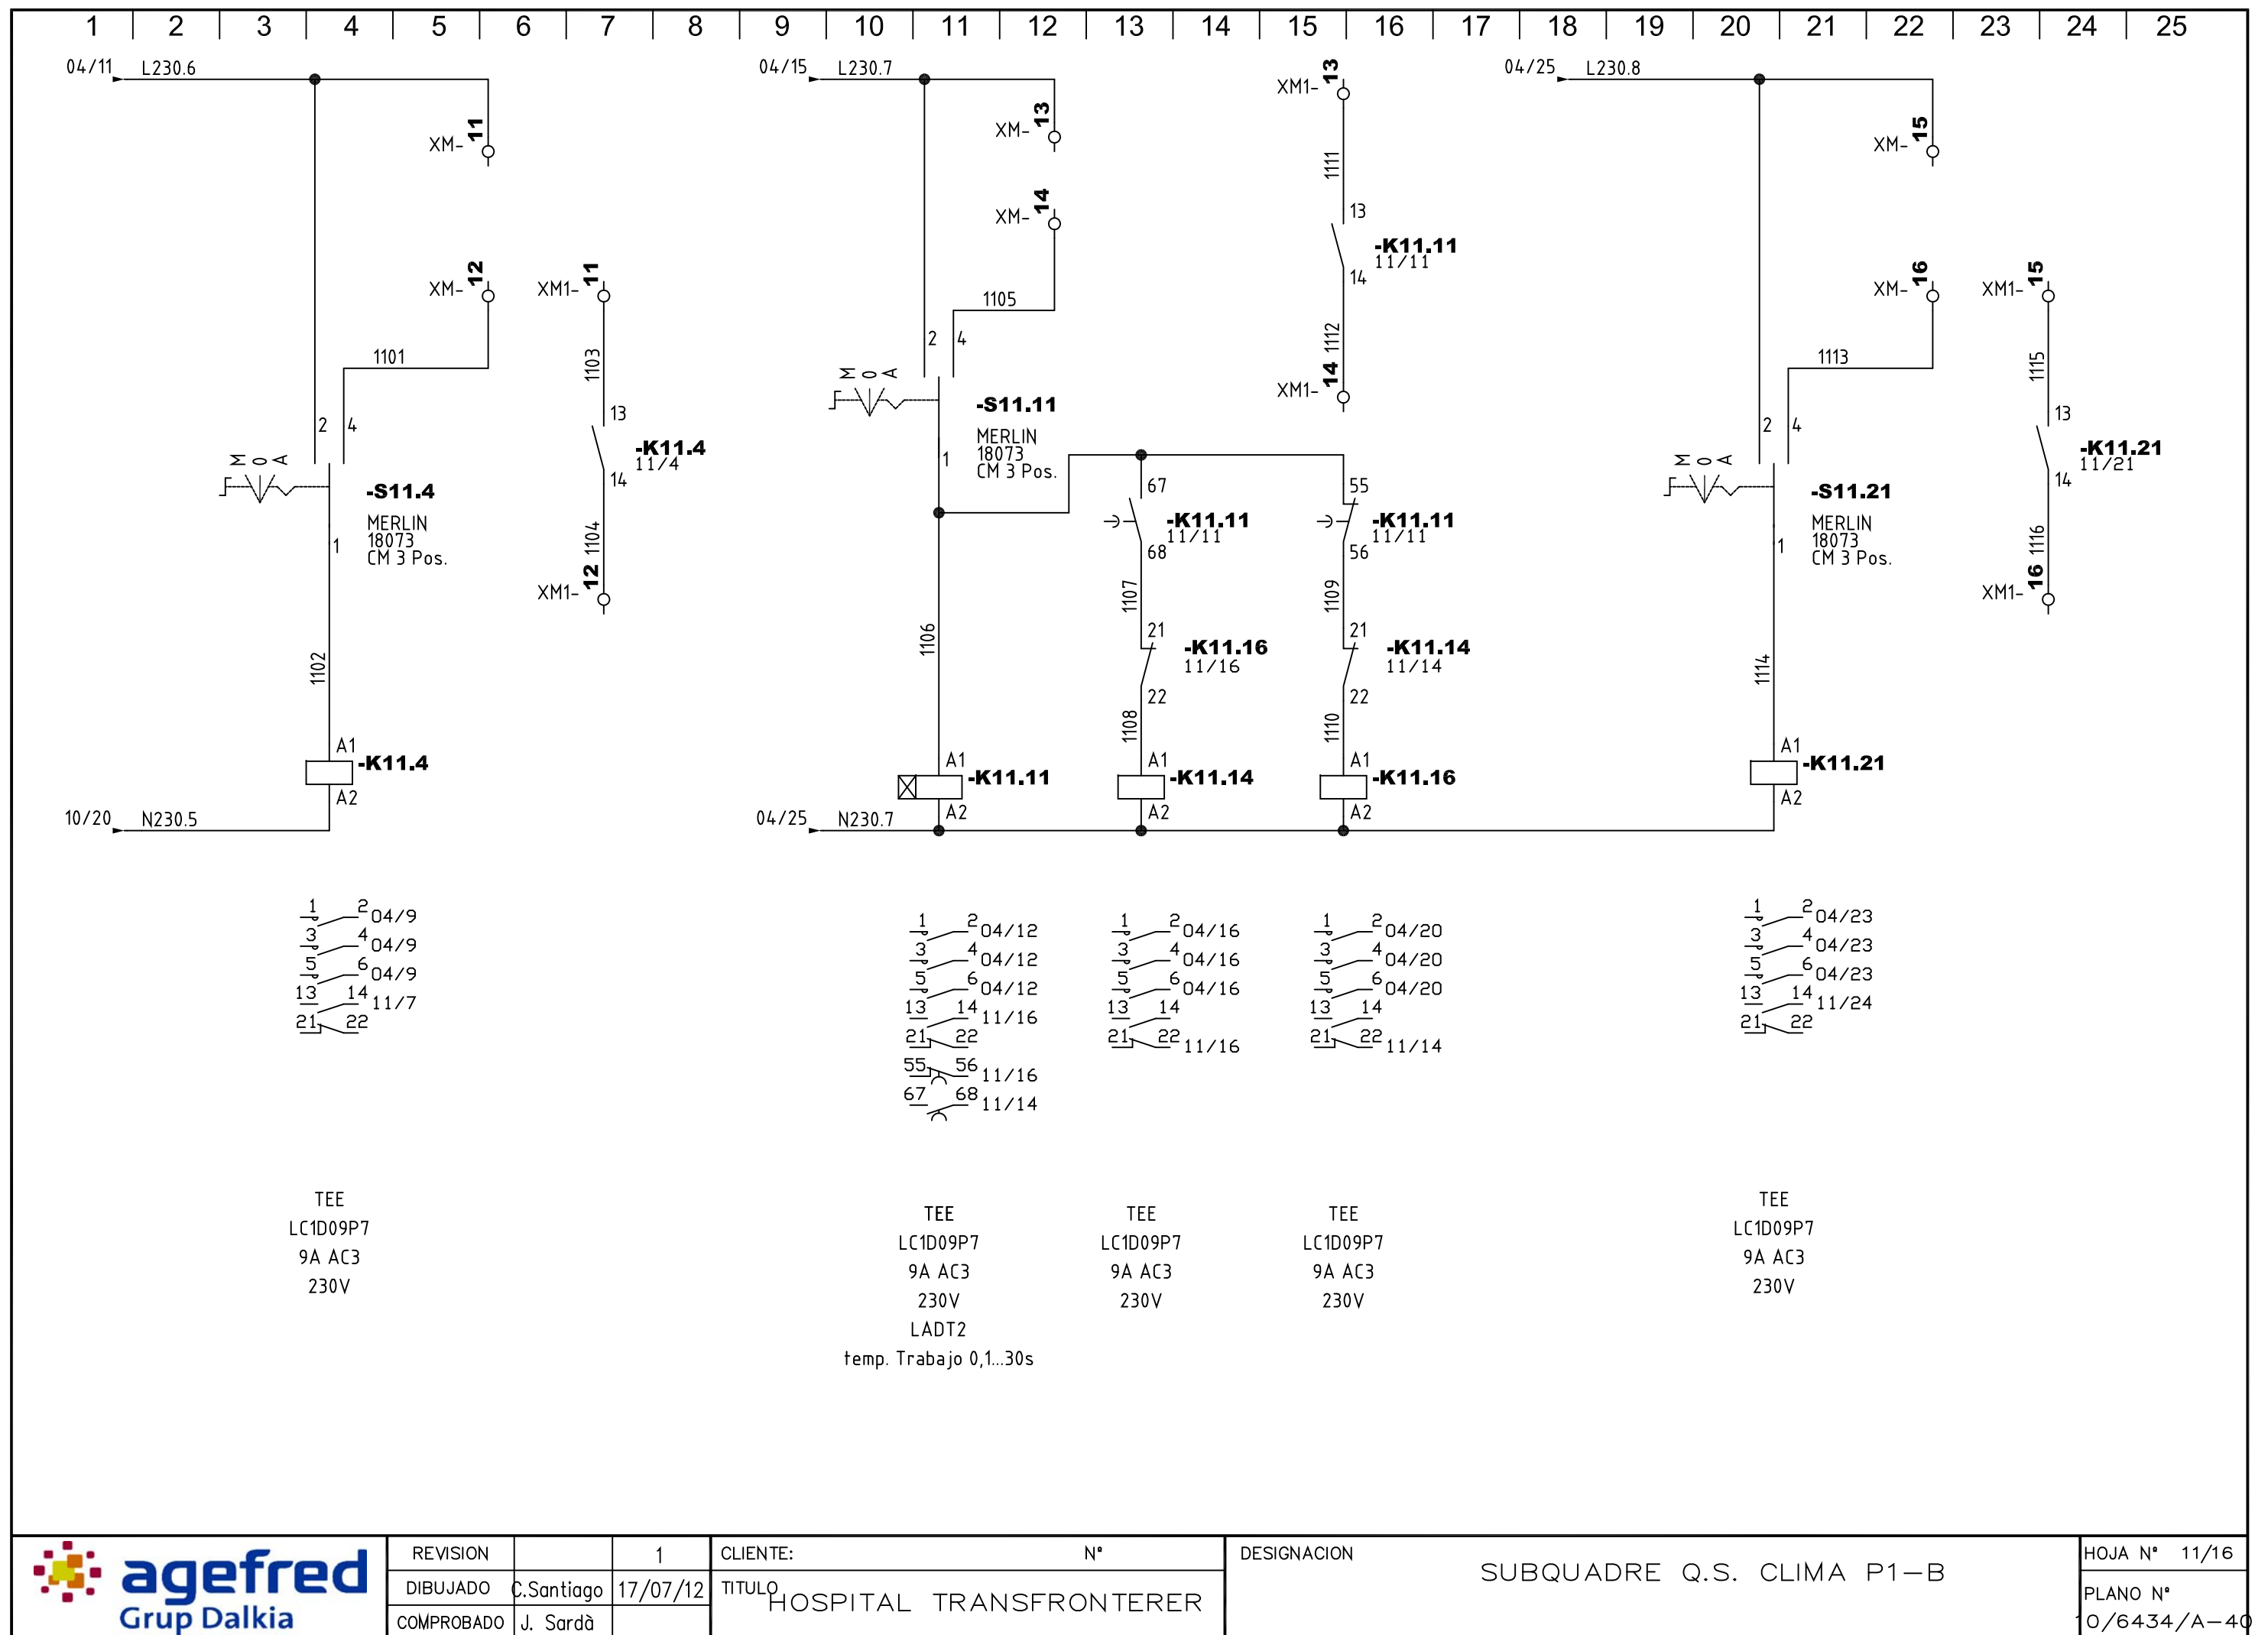 1 2 3 4 5 6 7 8 9 10 11 12 13 14 15 16 17 18 19 20 21 22 23 24 25
04/11 L230.6
XM- 11
XM- 12
1101
2 4
M 0 A
-S11.4
MERLIN
18073
CM 3 Pos.
1
1102
A1
-K11.4
A2
10/20 N230.5
XM1- 11
1103
13
-K11.4
11/4
14
1104
XM1- 12
04/15 L230.7
XM- 13
XM- 14
1105
2 4
M 0 A
-S11.11
MERLIN
18073
CM 3 Pos.
1
1106
A1
-K11.11
A2
04/25 N230.7
67
-K11.11
11/11
68
1107
21
-K11.16
11/16
22
1108
A1
-K11.14
A2
XM1- 13
1111
13
-K11.11
11/11
14
1112
XM1- 14
55
-K11.11
11/11
56
1109
21
-K11.14
11/14
22
1110
A1
-K11.16
A2
04/25 L230.8
XM- 15
XM- 16
1113
2 4
M 0 A
-S11.21
MERLIN
18073
CM 3 Pos.
1
1114
A1
-K11.21
A2
XM1- 15
1115
13
-K11.21
11/21
14
1116
XM1- 16
1 2 04/9
3 4 04/9
5 6 04/9
13 14 11/7
21 22
1 2 04/12
3 4 04/12
5 6 04/12
13 14 11/16
21 22
55 56 11/16
67 68 11/14
1 2 04/16
3 4 04/16
5 6 04/16
13 14
21 22 11/16
1 2 04/20
3 4 04/20
5 6 04/20
13 14
21 22 11/14
1 2 04/23
3 4 04/23
5 6 04/23
13 14 11/24
21 22
TEE
LC1D09P7
9A AC3
230V
TEE
LC1D09P7
9A AC3
230V
LADT2
temp. Trabajo 0,1...30s
TEE
LC1D09P7
9A AC3
230V
TEE
LC1D09P7
9A AC3
230V
TEE
LC1D09P7
9A AC3
230V
agefred
Grup Dalkia
REVISION 1
DIBUJADO C.Santiago 17/07/12
COMPROBADO J. Sardà
CLIENTE: N°
TITULO HOSPITAL TRANSFRONTERER
DESIGNACION SUBQUADRE Q.S. CLIMA P1-B
HOJA N° 11/16
PLANO N°
10/6434/A-40